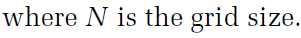 where N is the grid size.